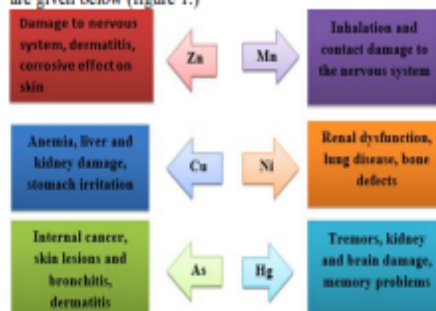 are given below (figure 1.)
Damage to nervous
system, dermatitis,
corrosive effect on
skin
Zn
Mn
Inhalation and
contact damage to
the nervous system
Anemia, liver and
kidney damage,
stomach irritation
Cu
Ni
Renal dysfunction,
lung disease, bone
defects
Internal cancer,
skin lesions and
bronchitis,
dermatitis
As
Hg
Tremors, kidney
and brain damage,
memory problems